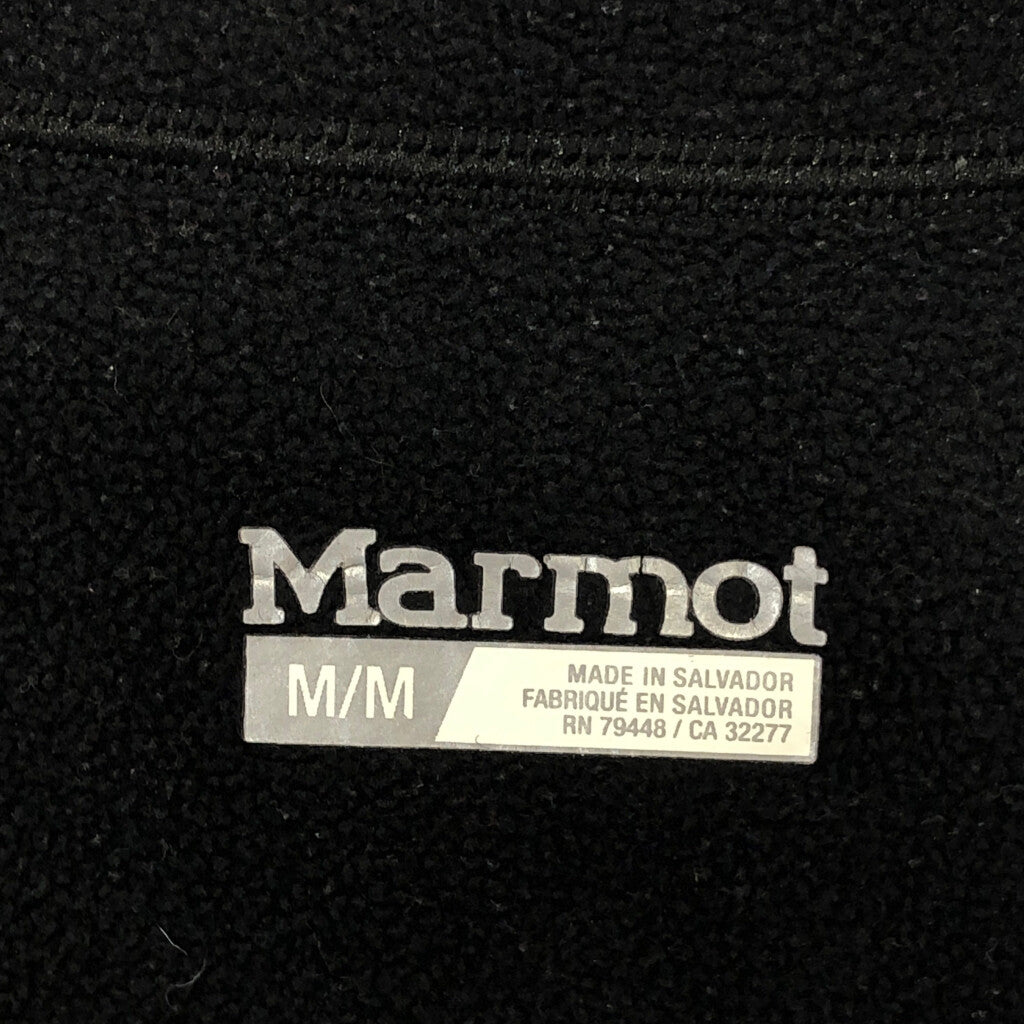 Marmot
M/M
MADE IN SALVADOR
FABRIQUÉ EN SALVADOR
RN 79448 / CA 32277